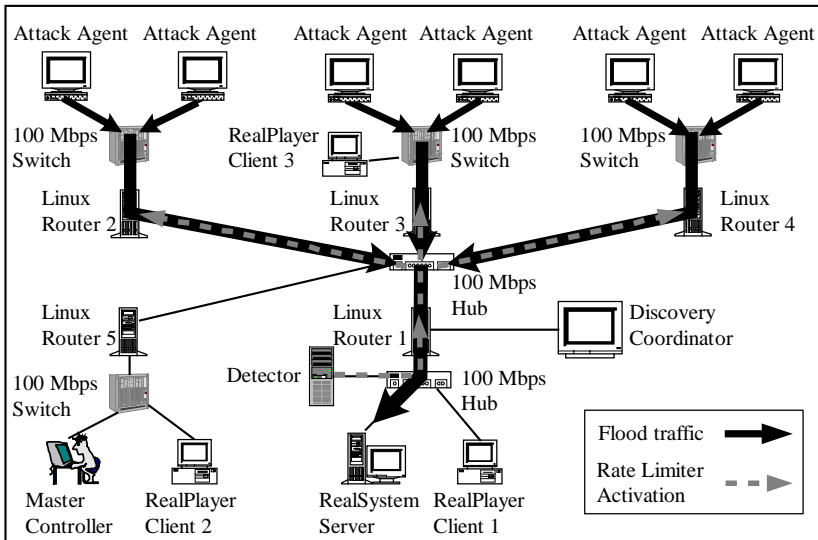 Attack Agent Attack Agent
Attack Agent Attack Agent
Attack Agent Attack Agent
100 Mbps
Switch
RealPlayer
Client 3
100 Mbps
Switch
100 Mbps
Switch
Linux
Router 2
Linux
Router 3
Linux
Router 4
100 Mbps
Hub
Linux
Router 5
Linux
Router 1
Discovery
Coordinator
100 Mbps
Switch
Detector
100 Mbps
Hub
Master
Controller
RealPlayer
Client 2
RealSystem
Server
RealPlayer
Client 1
Flood traffic
Rate Limiter
Activation